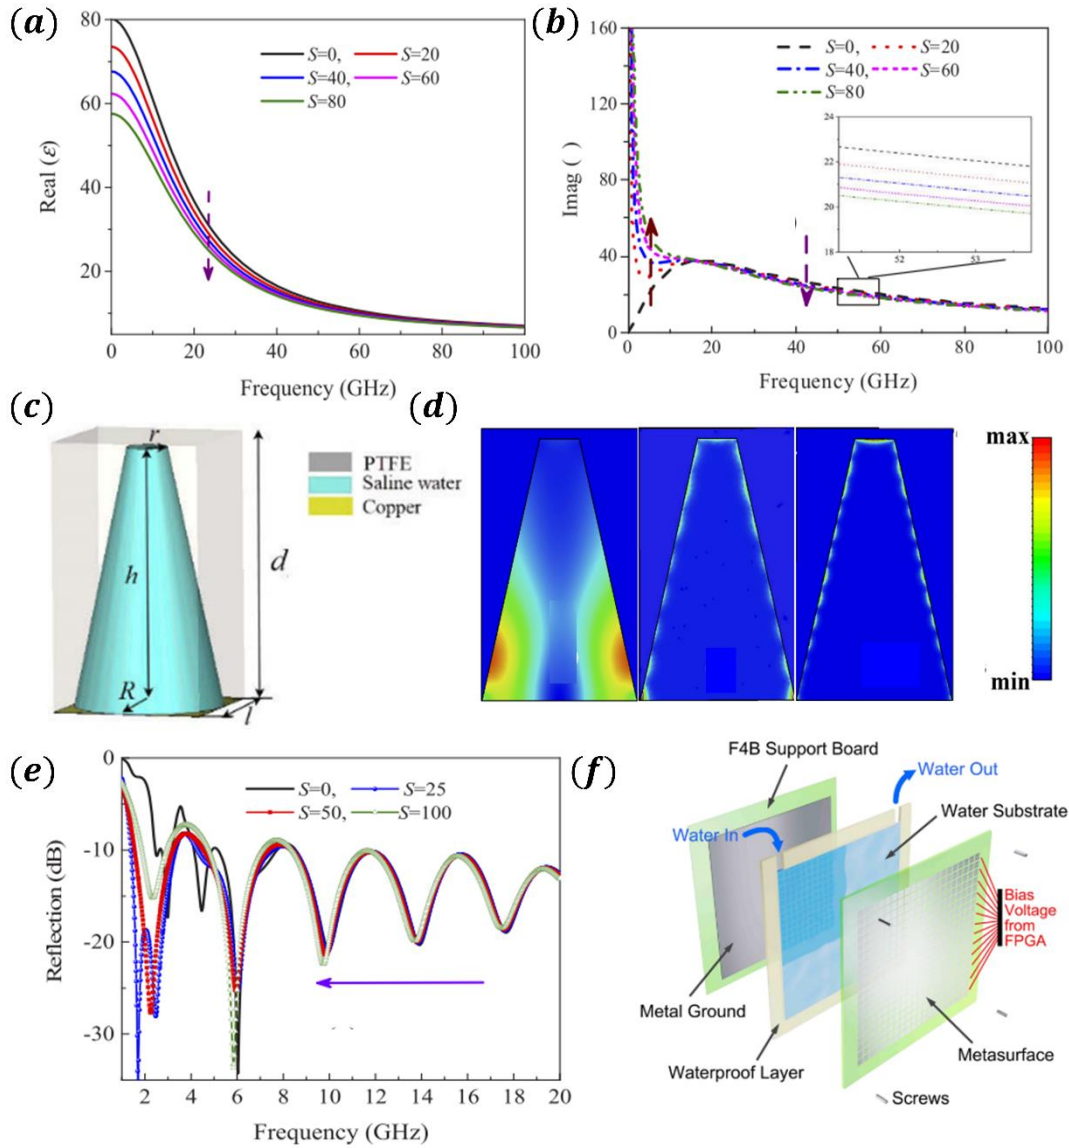 (a)
80
60
40
20
0 20 40 60 80 100
Real (ε)
Frequency (GHz)
S=0, S=20
S=40, S=60
S=80
(b)
160
120
80
40
0
0 20 40 60 80 100
Imag ( )
Frequency (GHz)
S=0, S=20
S=40, S=60
S=80
24
22
20
18
52 53
(c)
r
h
d
R
l
PTFE
Saline water
Copper
(d)
max
min
(e)
0
-10
-20
-30
2 4 6 8 10 12 14 16 18 20
Reflection (dB)
Frequency (GHz)
S=0, S=25
S=50, S=100
(f)
F4B Support Board
Water Out
Water In
Water Substrate
Bias
Voltage
from
FPGA
Metal Ground
Waterproof Layer
Metasurface
Screws